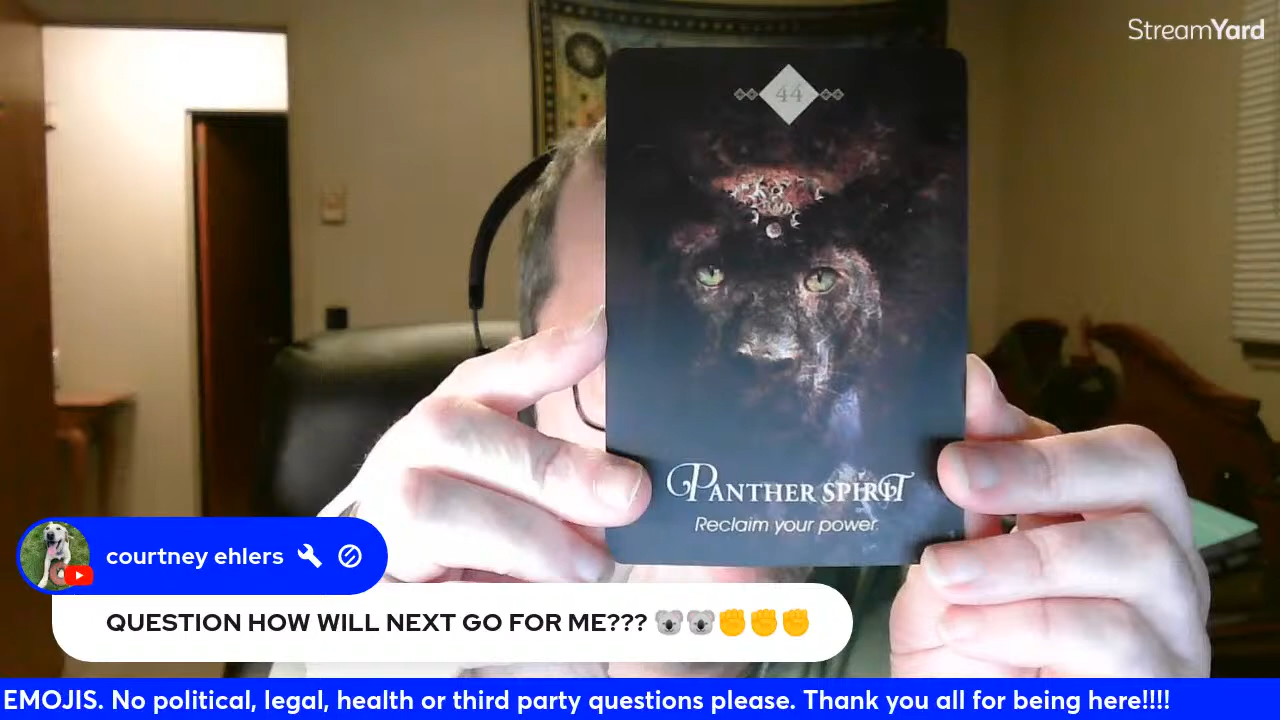 StreamYard
44
PANTHER SPIRIT
Reclaim your power.
courtney ehlers
QUESTION HOW WILL NEXT GO FOR ME??? 🐨🐨✊✊✊
EMOJIS. No political, legal, health or third party questions please. Thank you all for being here!!!!